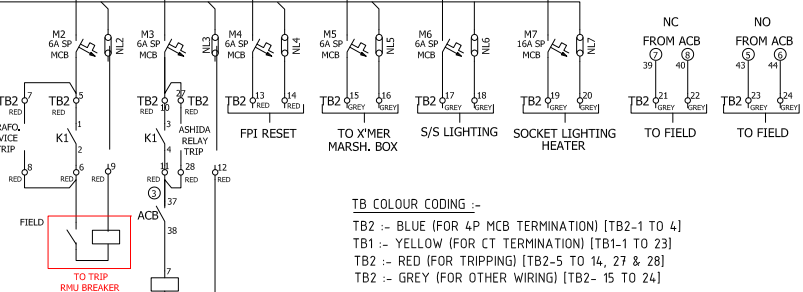 NC
NO
M2
6A SP
MCB
NL2
M3
6A SP
MCB
NL3
M4
6A SP
MCB
NL4
M5
6A SP
MCB
NL5
M6
6A SP
MCB
NL6
M7
16A SP
MCB
NL7
FROM ACB
7 8
39 40
FROM ACB
5 6
43 44
TB2 7
RED
TB2 5
RED
TB2 10
RED
27 TB2
RED
TB2 13 14
RED RED
TB2 15 16
GREY GREY
TB2 17 18
GREY GREY
TB2 19 20
GREY GREY
TB2 21 22
GREY GREY
TB2 23 24
GREY GREY
RAFO.
VICE
TRIP
K1
1
2
K1
3
4
ASHIDA
RELAY
TRIP
FPI RESET
TO X'MER
MARSH. BOX
S/S LIGHTING
SOCKET LIGHTING
HEATER
TO FIELD
TO FIELD
8
RED
6
RED
9
RED
11
RED
28
RED
12
RED
3
37
ACB
38
7
FIELD
TO TRIP
RMU BREAKER
TB COLOUR CODING :-
TB2 :- BLUE (FOR 4P MCB TERMINATION) [TB2-1 TO 4]
TB1 :- YELLOW (FOR CT TERMINATION) [TB1-1 TO 23]
TB2 :- RED (FOR TRIPPING) [TB2-5 TO 14, 27 & 28]
TB2 :- GREY (FOR OTHER WIRING) [TB2- 15 TO 24]